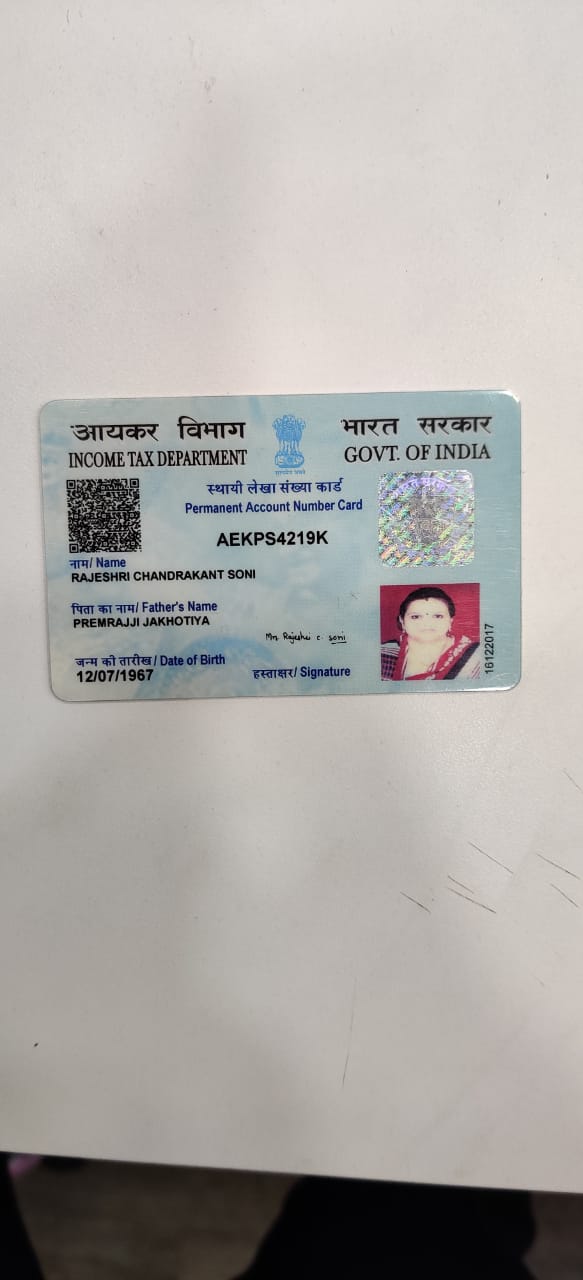 आयकर विभाग
INCOME TAX DEPARTMENT
भारत सरकार
GOVT. OF INDIA
सत्यमेव जयते
स्थायी लेखा संख्या कार्ड
Permanent Account Number Card
AEKPS4219K
नाम/ Name
RAJESHRI CHANDRAKANT SONI
पिता का नाम/ Father's Name
PREMRAJJI JAKHOTIYA
Mrs. Rajeshri c. soni
जन्म की तारीख/ Date of Birth
12/07/1967
हस्ताक्षर/ Signature
16122017